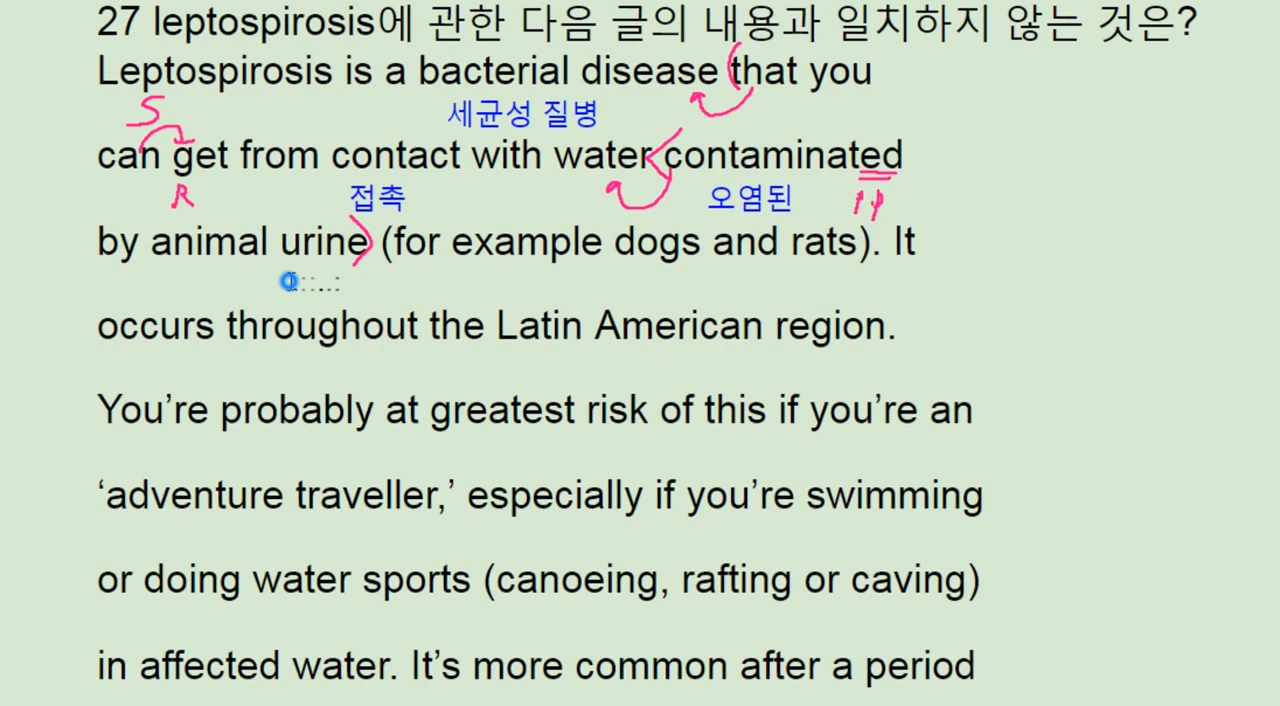 27 leptospirosis에 관한 다음 글의 내용과 일치하지 않는 것은?
Leptospirosis is a bacterial disease that you
S
세균성 질병
can get from contact with water contaminated
R
접촉
오염된
by animal urine (for example dogs and rats). It
occurs throughout the Latin American region.
You’re probably at greatest risk of this if you’re an
‘adventure traveller,’ especially if you’re swimming
or doing water sports (canoeing, rafting or caving)
in affected water. It’s more common after a period